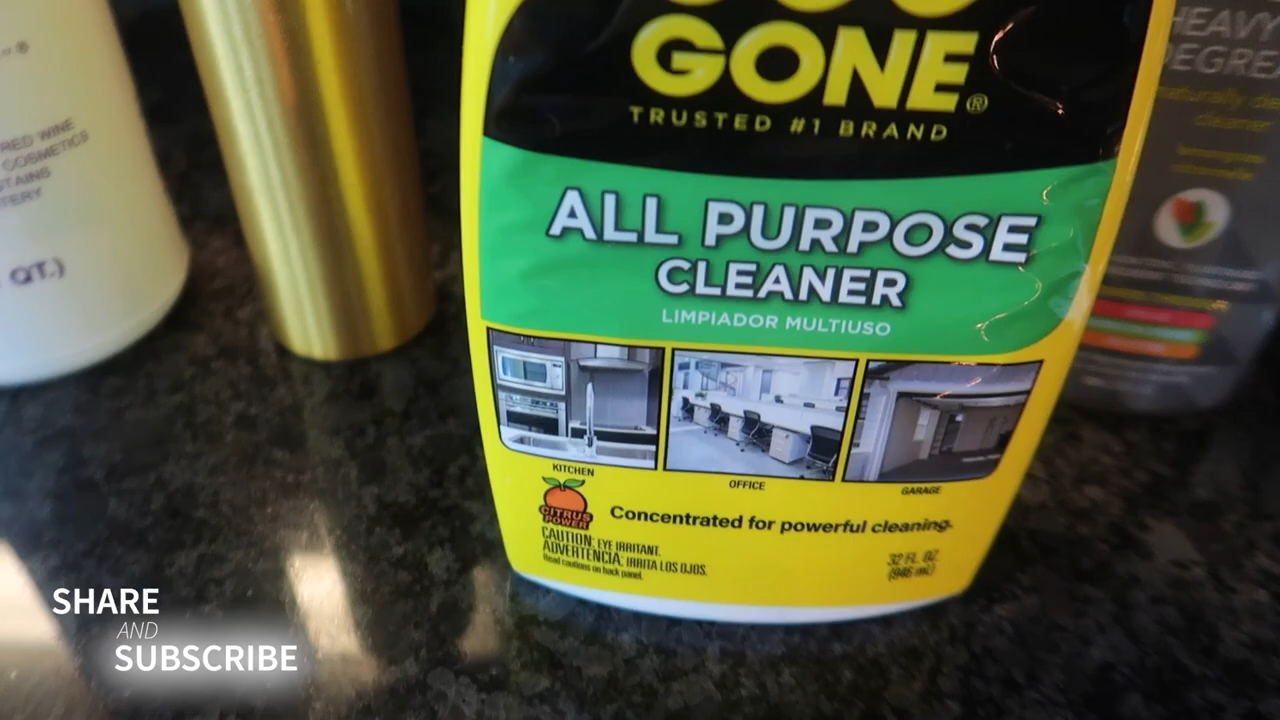 RED WINE
COSMETICS
STAINS
QT.)
GONE®
TRUSTED #1 BRAND
ALL PURPOSE
CLEANER
LIMPIADOR MULTIUSO
KITCHEN
OFFICE
GARAGE
CITRUS
POWER
Concentrated for powerful cleaning.
CAUTION: EYE IRRITANT.
ADVERTENCIA: IRRITA LOS OJOS.
Read cautions on back panel.
32 FL. OZ.
(946 mL)
HEAVY
cleaner
SHARE
AND
SUBSCRIBE